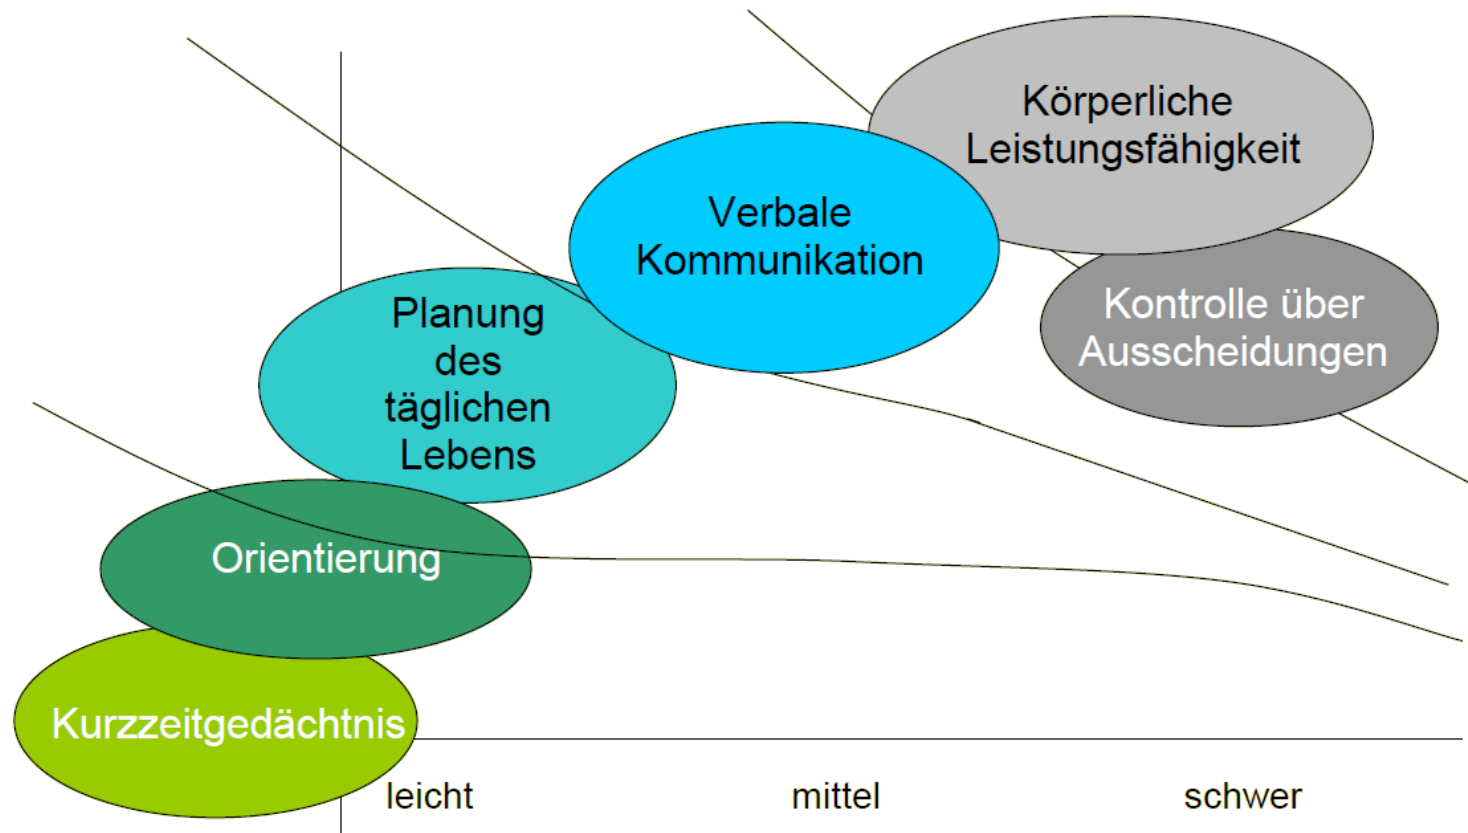 Körperliche
Leistungsfähigkeit
Verbale
Kommunikation
Kontrolle über
Ausscheidungen
Planung
des
täglichen
Lebens
Orientierung
Kurzzeitgedächtnis
leicht
mittel
schwer